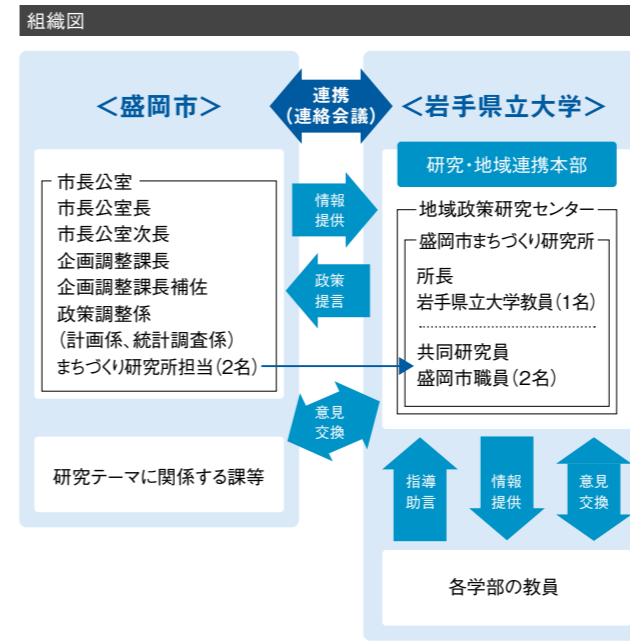 組織図
＜盛岡市＞
連携
(連絡会議)
＜岩手県立大学＞
市長公室
市長公室長
市長公室次長
企画調整課長
企画調整課長補佐
政策調整係
(計画係、統計調査係)
まちづくり研究所担当(2名)
研究テーマに関係する課等
情報
提供
政策
提言
意見
交換
研究・地域連携本部
地域政策研究センター
盛岡市まちづくり研究所
所長
岩手県立大学教員(1名)
共同研究員
盛岡市職員(2名)
指導
助言
情報
提供
意見
交換
各学部の教員